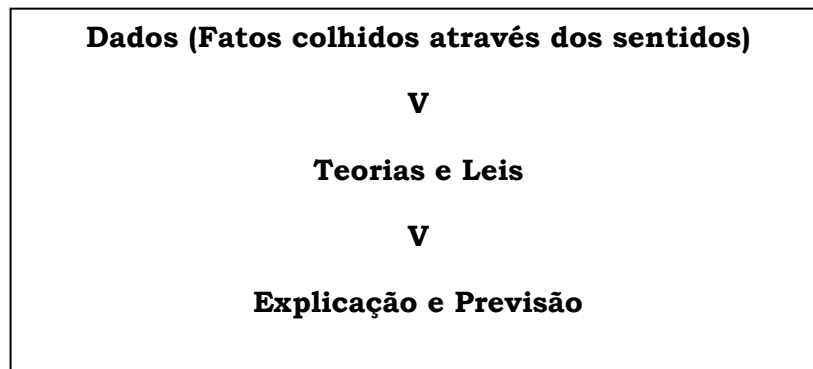 Dados (Fatos colhidos através dos sentidos)
V
Teorias e Leis
V
Explicação e Previsão